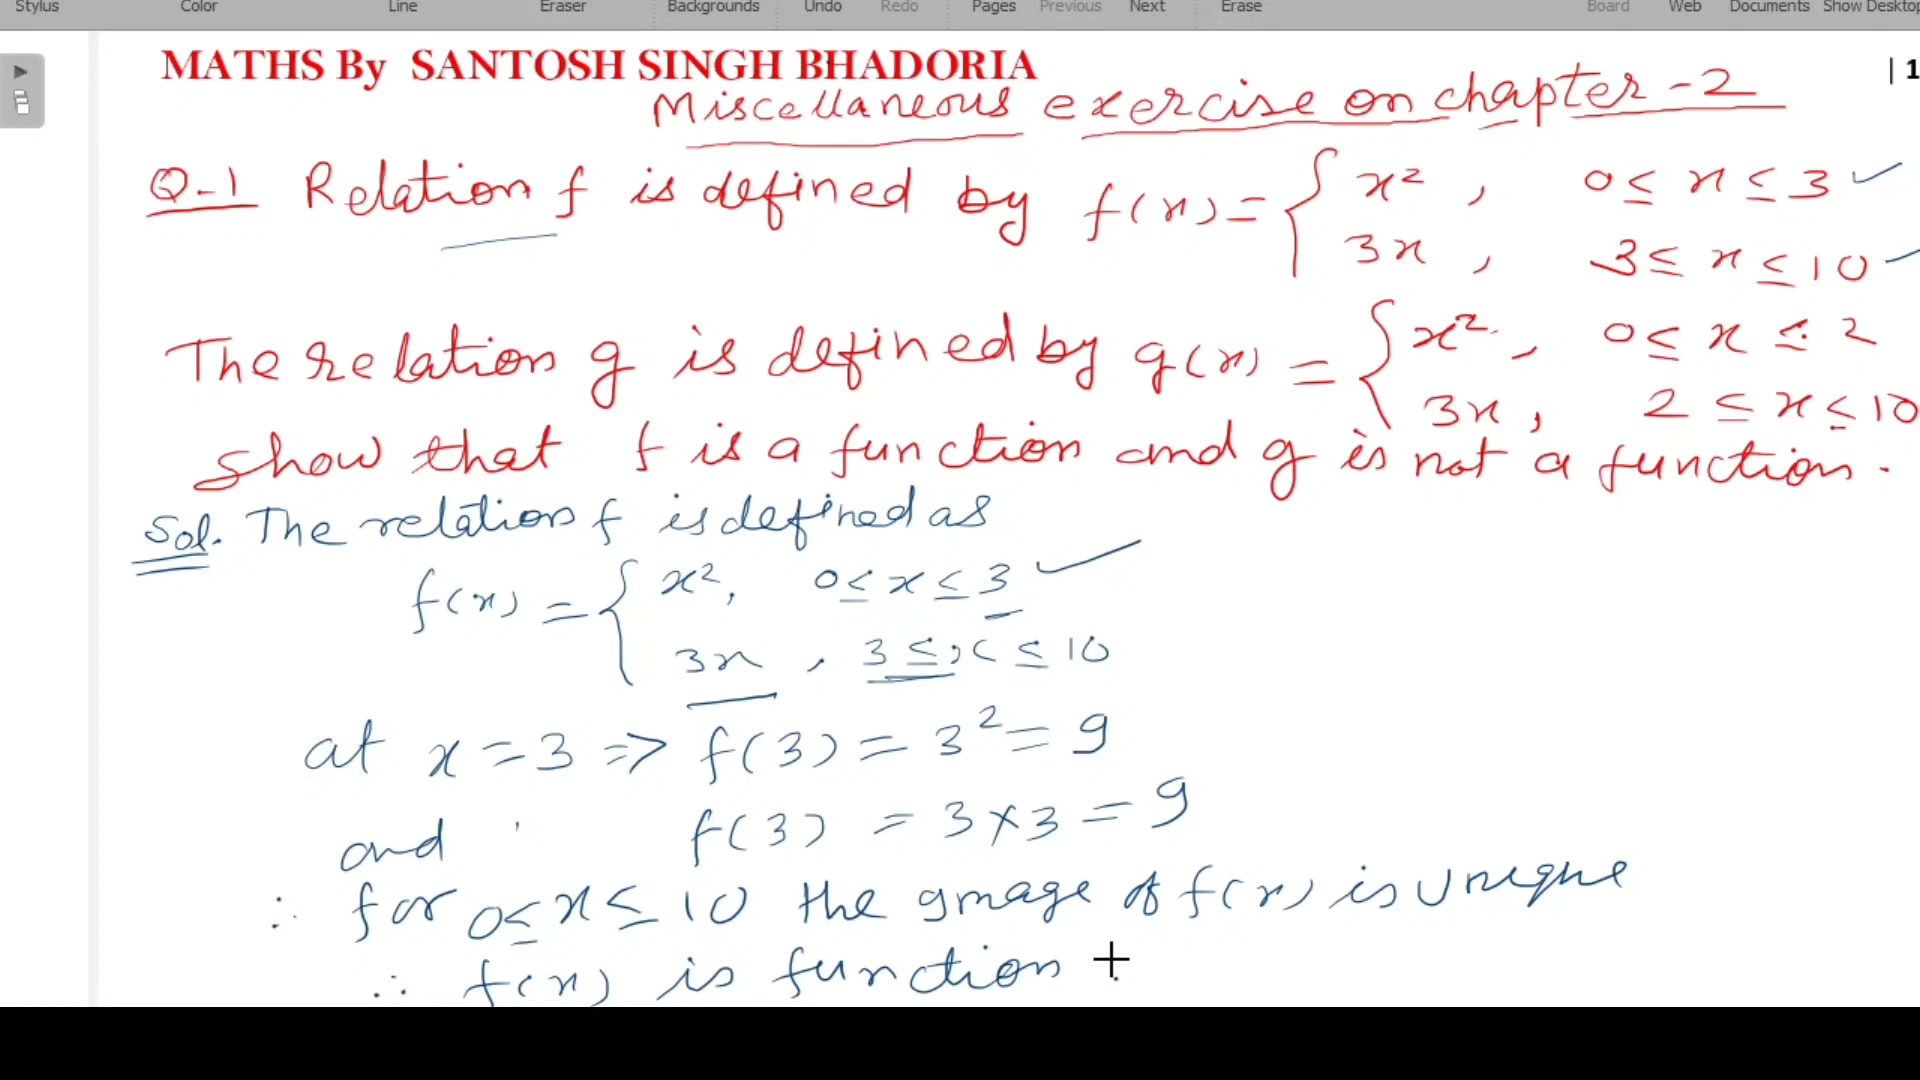 Stylus Color Line Eraser Backgrounds Undo Redo Pages Previous Next Erase Board Web Documents Show Desktop
MATHS By SANTOSH SINGH BHADORIA | 1
Miscellaneous exercise on chapter-2
Q-1 Relation f is defined by f(x) = { x², 0 ≤ x ≤ 3
3x, 3 ≤ x ≤ 10
The relation g is defined by g(x) = { x², 0 ≤ x ≤ 2
3x, 2 ≤ x ≤ 10
show that f is a function and g is not a function.
Sol. The relation f is defined as
f(x) = { x², 0 ≤ x ≤ 3
3x, 3 ≤ x ≤ 10
at x = 3 => f(3) = 3² = 9
and f(3) = 3 × 3 = 9
∴ for 0 ≤ x ≤ 10 the gmage of f(x) is unique
∴ f(x) is function